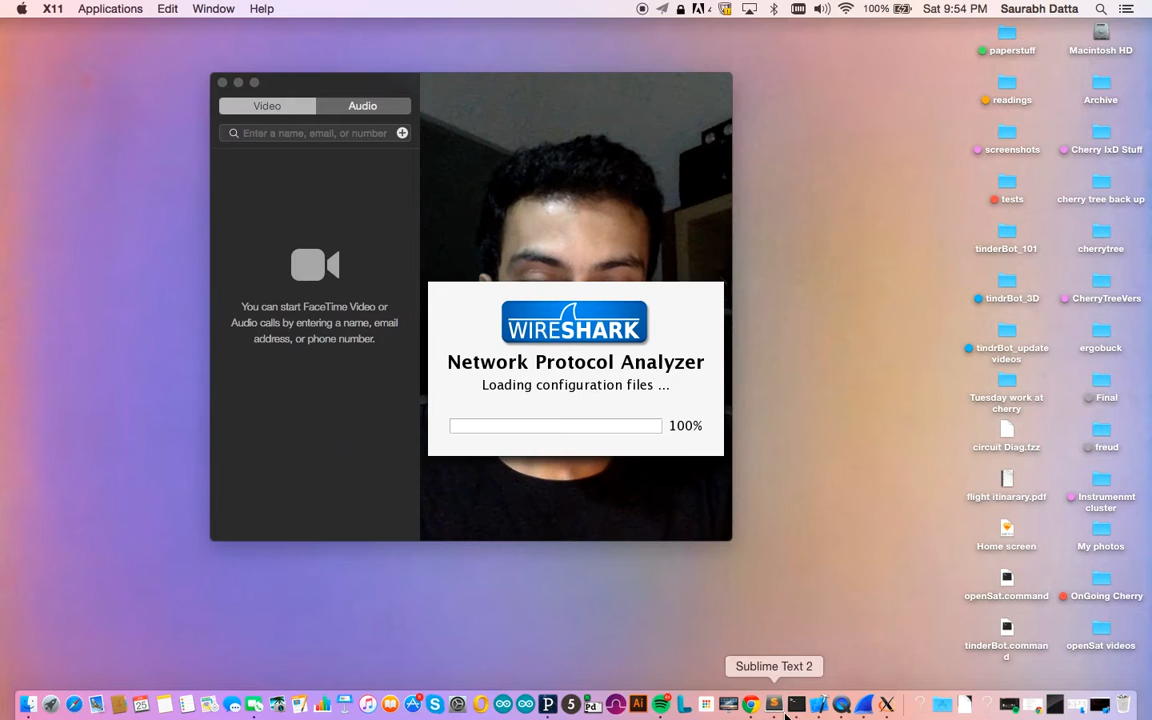 X11 Applications Edit Window Help
100% Sat 9:54 PM Saurabh Datta
Video Audio
Enter a name, email, or number
You can start FaceTime Video or
Audio calls by entering a name, email
address, or phone number.
WIRESHARK
Network Protocol Analyzer
Loading configuration files ...
100%
paperstuff
Macintosh HD
readings
Archive
screenshots
Cherry IxD Stuff
tests
cherry tree back up
tinderBot_101
cherrytree
tindrBot_3D
CherryTreeVers
tindrBot_update
videos
ergobuck
Tuesday work at
cherry
Final
circuit Diag.fzz
freud
flight itinarary.pdf
Instrumenmt
cluster
Home screen
My photos
openSat.command
OnGoing Cherry
tinderBot.comman
d
openSat videos
Sublime Text 2